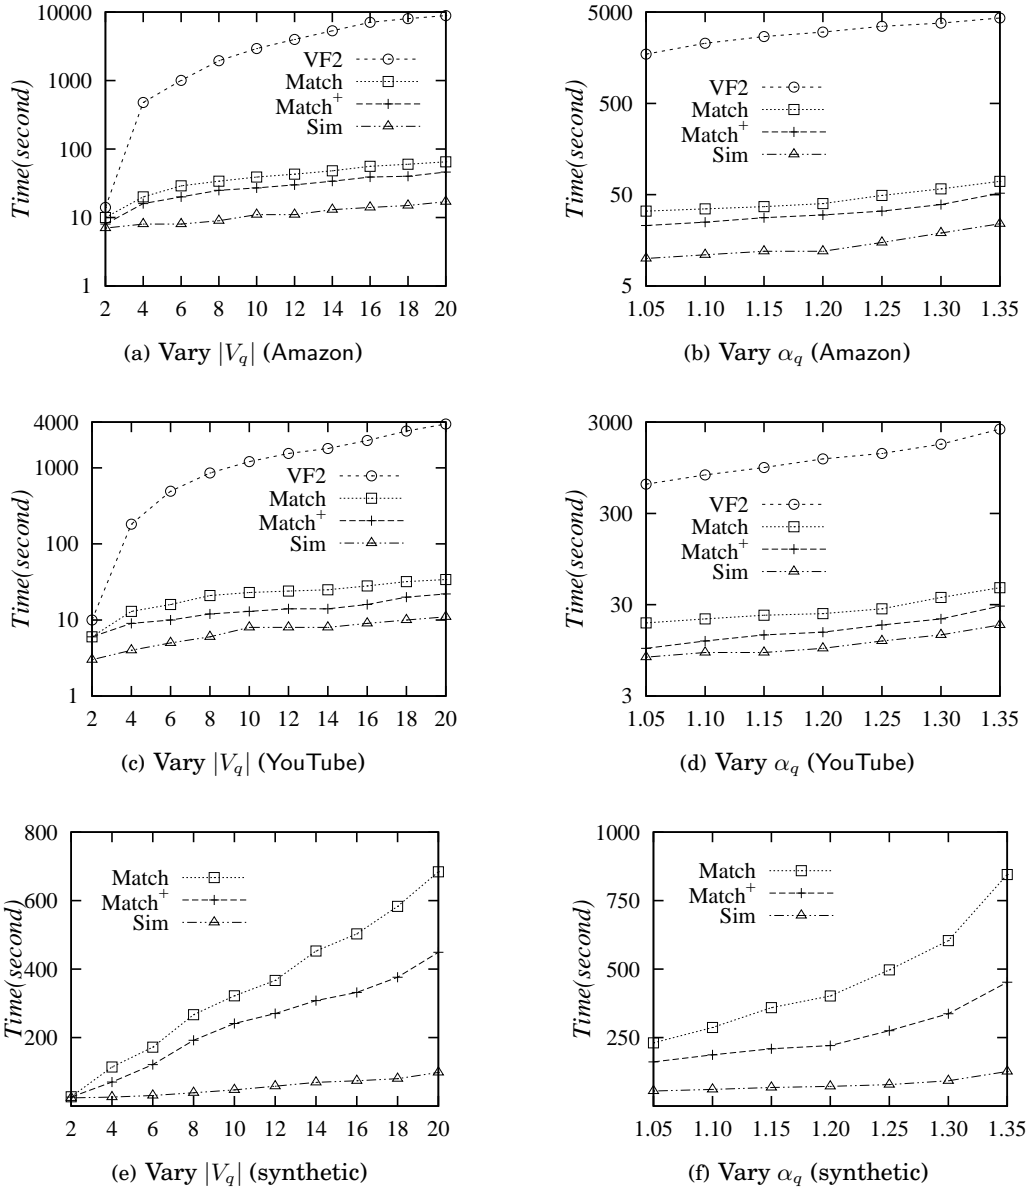 10000
1000
100
10
1
Time(second)
VF2
Match
Match+
Sim
2 4 6 8 10 12 14 16 18 20
(a) Vary |Vq| (Amazon)
5000
500
50
5
Time(second)
VF2
Match
Match+
Sim
1.05 1.10 1.15 1.20 1.25 1.30 1.35
(b) Vary αq (Amazon)
4000
1000
100
10
1
Time(second)
VF2
Match
Match+
Sim
2 4 6 8 10 12 14 16 18 20
(c) Vary |Vq| (YouTube)
3000
300
30
3
Time(second)
VF2
Match
Match+
Sim
1.05 1.10 1.15 1.20 1.25 1.30 1.35
(d) Vary αq (YouTube)
800
600
400
200
Time(second)
Match
Match+
Sim
2 4 6 8 10 12 14 16 18 20
(e) Vary |Vq| (synthetic)
1000
750
500
250
Time(second)
Match
Match+
Sim
1.05 1.10 1.15 1.20 1.25 1.30 1.35
(f) Vary αq (synthetic)